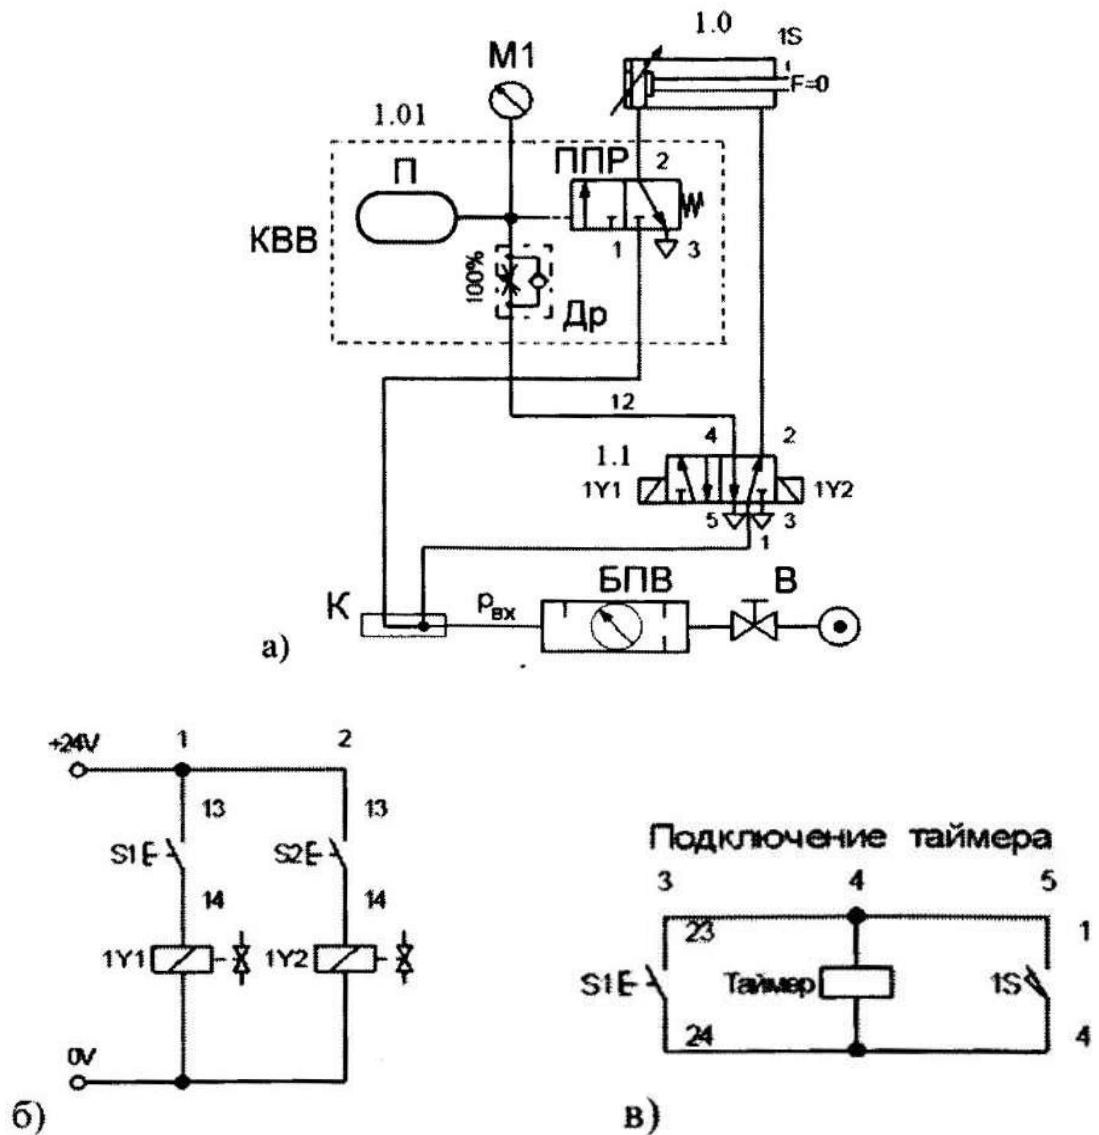 1.0
1S
M1
F=0
1.01
ППР
2
П
КВВ
1
3
100%
Др
12
4
2
1.1
1Y1
1Y2
5
3
1
БПВ
В
К
pвх
а)
+24V
1
2
13
13
S1
S2
14
14
1Y1
1Y2
0V
б)
Подключение таймера
3
4
5
23
1
S1
Таймер
1S
24
4
в)